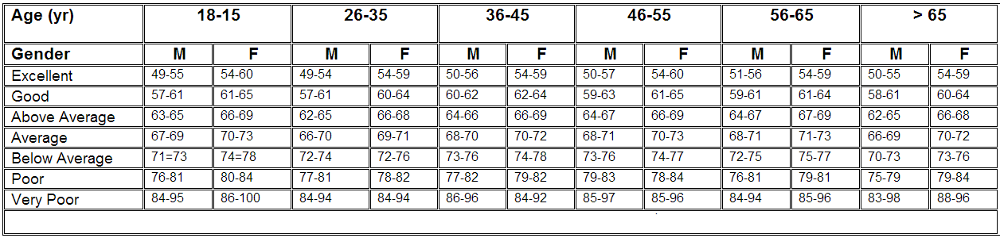 Age (yr) 18-15 26-35 36-45 46-55 56-65 > 65
Gender M F M F M F M F M F M F
Excellent 49-55 54-60 49-54 54-59 50-56 54-59 50-57 54-60 51-56 54-59 50-55 54-59
Good 57-61 61-65 57-61 60-64 60-62 62-64 59-63 61-65 59-61 61-64 58-61 60-64
Above Average 63-65 66-69 62-65 66-68 64-66 66-69 64-67 66-69 64-67 67-69 62-65 66-68
Average 67-69 70-73 66-70 69-71 68-70 70-72 68-71 70-73 68-71 71-73 66-69 70-72
Below Average 71=73 74=78 72-74 72-76 73-76 74-78 73-76 74-77 72-75 75-77 70-73 73-76
Poor 76-81 80-84 77-81 78-82 77-82 79-82 79-83 78-84 76-81 79-81 75-79 79-84
Very Poor 84-95 86-100 84-94 84-94 86-96 84-92 85-97 85-96 84-94 85-96 83-98 88-96